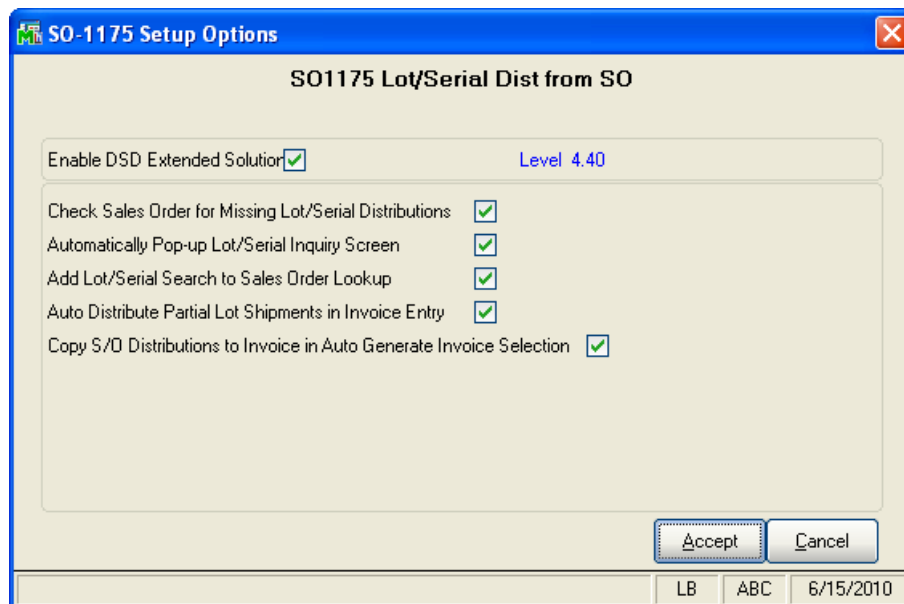 SO-1175 Setup Options
SO1175 Lot/Serial Dist from SO
Enable DSD Extended Solution Level 4.40
Check Sales Order for Missing Lot/Serial Distributions
Automatically Pop-up Lot/Serial Inquiry Screen
Add Lot/Serial Search to Sales Order Lookup
Auto Distribute Partial Lot Shipments in Invoice Entry
Copy S/O Distributions to Invoice in Auto Generate Invoice Selection
Accept Cancel
LB ABC 6/15/2010